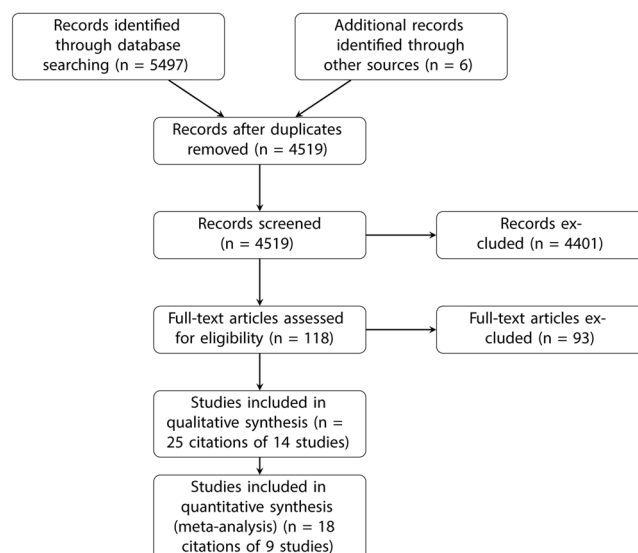 Records identified
through database
searching (n = 5497)
Additional records
identified through
other sources (n = 6)
Records after duplicates
removed (n = 4519)
Records screened
(n = 4519)
Records ex-
cluded (n = 4401)
Full-text articles assessed
for eligibility (n = 118)
Full-text articles ex-
cluded (n = 93)
Studies included in
qualitative synthesis (n =
25 citations of 14 studies)
Studies included in
quantitative synthesis
(meta-analysis) (n = 18
citations of 9 studies)